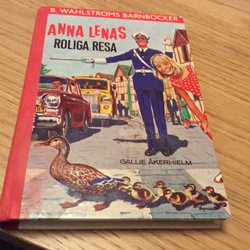 B. WAHLSTRÖMS BARNBÖCKER
ANNA LENAS
ROLIGA RESA
GALLIE ÅKERHIELM